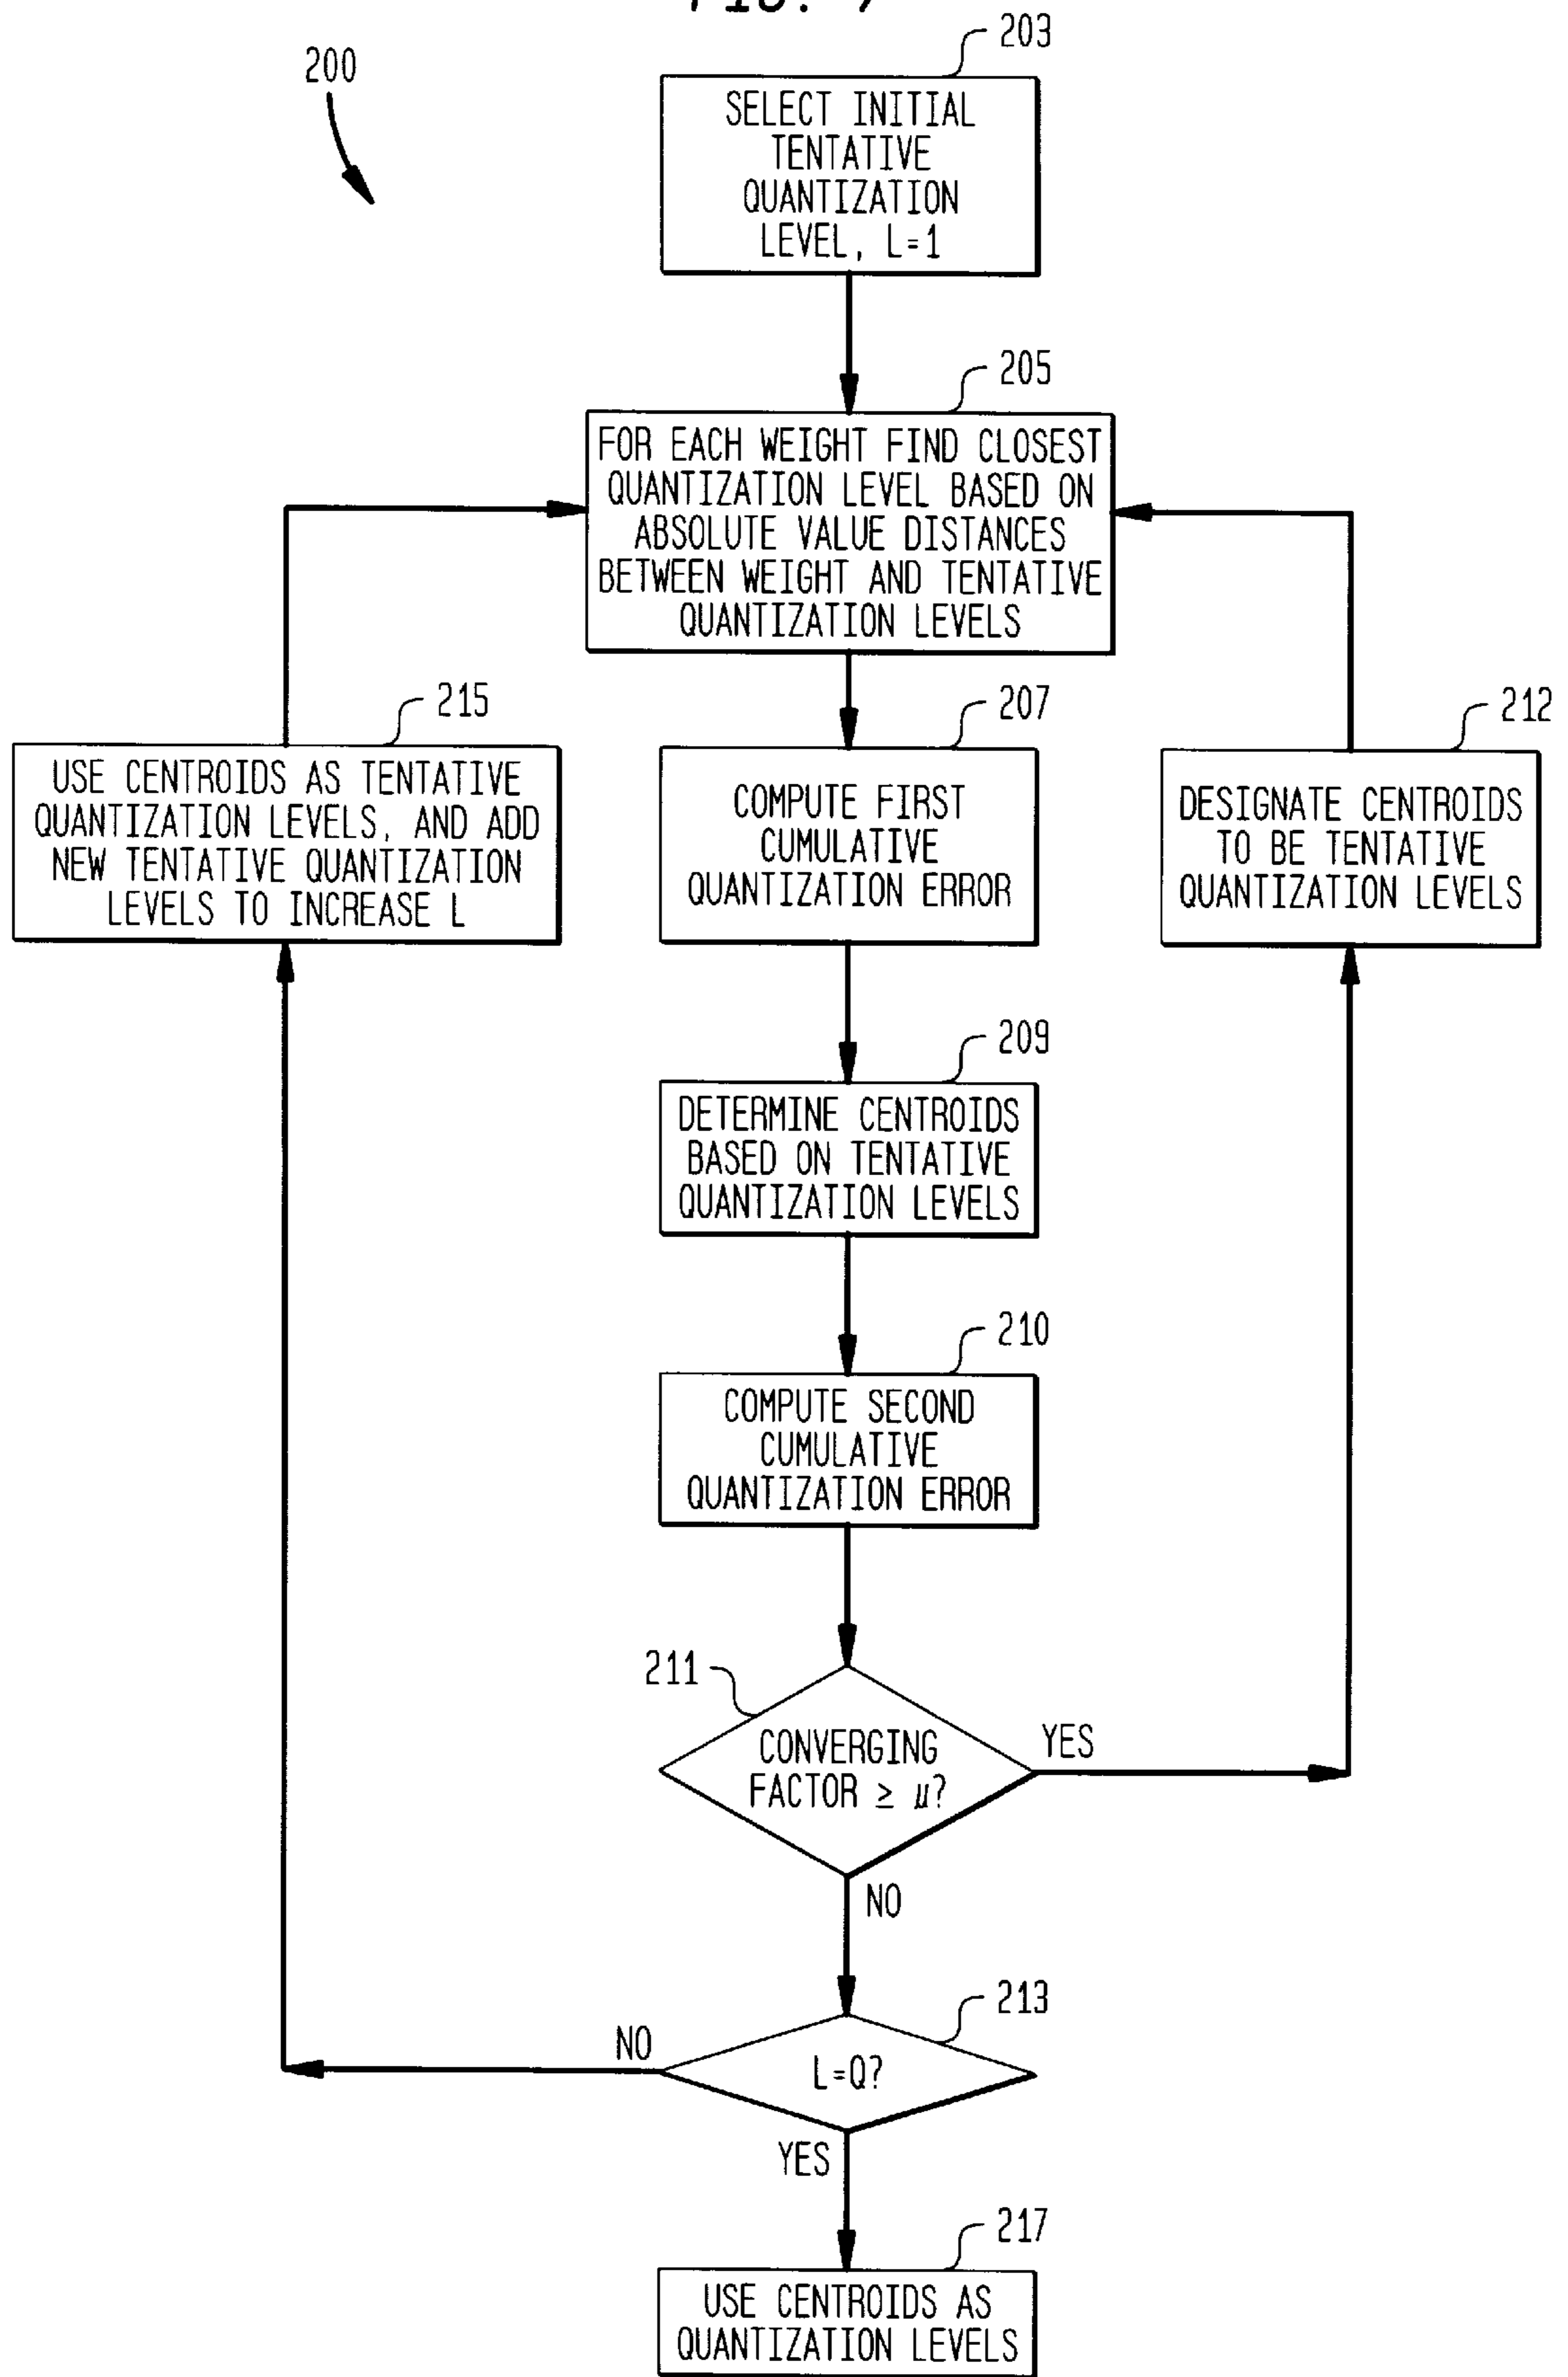 200
203
SELECT INITIAL
TENTATIVE
QUANTIZATION
LEVEL, L=1
205
FOR EACH WEIGHT FIND CLOSEST
QUANTIZATION LEVEL BASED ON
ABSOLUTE VALUE DISTANCES
BETWEEN WEIGHT AND TENTATIVE
QUANTIZATION LEVELS
215
USE CENTROIDS AS TENTATIVE
QUANTIZATION LEVELS, AND ADD
NEW TENTATIVE QUANTIZATION
LEVELS TO INCREASE L
207
COMPUTE FIRST
CUMULATIVE
QUANTIZATION ERROR
212
DESIGNATE CENTROIDS
TO BE TENTATIVE
QUANTIZATION LEVELS
209
DETERMINE CENTROIDS
BASED ON TENTATIVE
QUANTIZATION LEVELS
210
COMPUTE SECOND
CUMULATIVE
QUANTIZATION ERROR
211
CONVERGING
FACTOR ≥ μ?
YES
NO
213
L=Q?
NO
YES
217
USE CENTROIDS AS
QUANTIZATION LEVELS